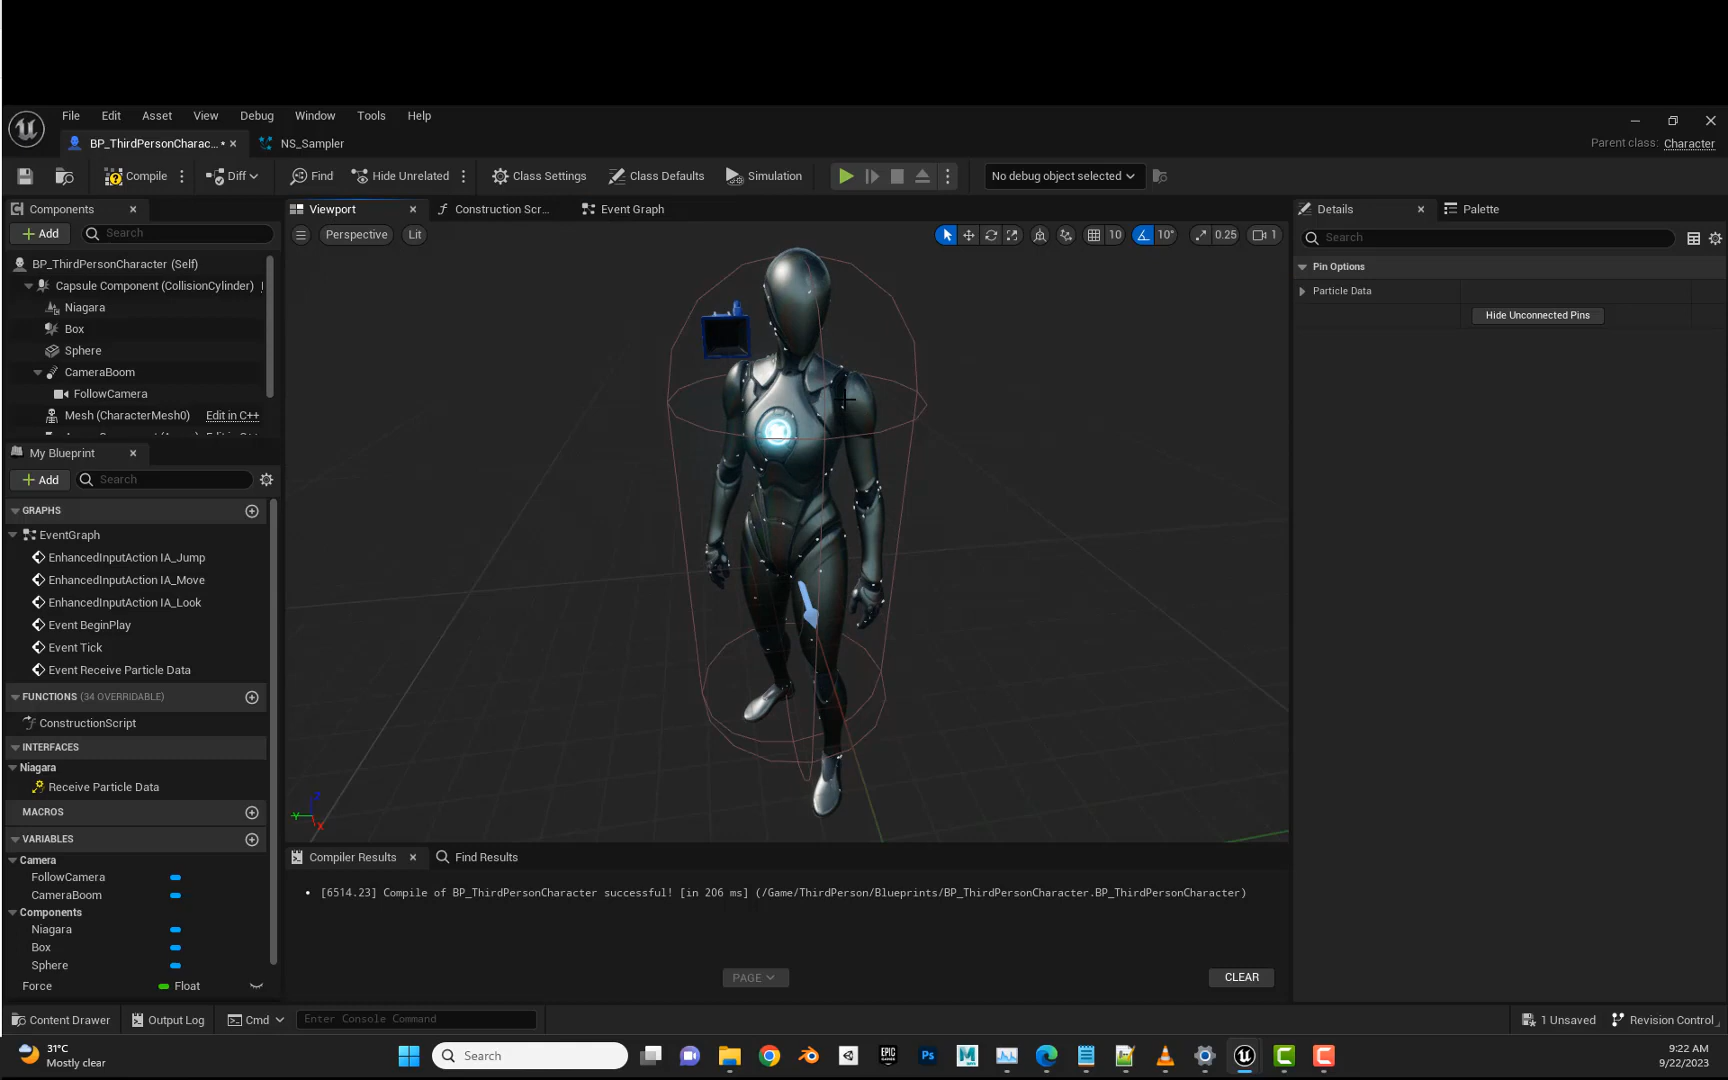 File Edit Asset View Debug Window Tools Help
BP_ThirdPersonCharac... • NS_Sampler Parent class: Character
Compile Diff Find Hide Unrelated Class Settings Class Defaults Simulation No debug object selected
Components Viewport Construction Scr... Event Graph Details Palette
Add Search Perspective Lit 10 10° 0.25 1 Search
BP_ThirdPersonCharacter (Self) Pin Options
Capsule Component (CollisionCylinder) Particle Data
Niagara Hide Unconnected Pins
Box
Sphere
CameraBoom
FollowCamera
Mesh (CharacterMesh0) Edit in C++
My Blueprint
Add Search
GRAPHS
EventGraph
EnhancedInputAction IA_Jump
EnhancedInputAction IA_Move
EnhancedInputAction IA_Look
Event BeginPlay
Event Tick
Event Receive Particle Data
FUNCTIONS (34 OVERRIDABLE)
ConstructionScript
INTERFACES
Niagara
Receive Particle Data
MACROS
VARIABLES
Camera
FollowCamera
CameraBoom
Components
Niagara
Box
Sphere
Force Float
Z
Y
X
Compiler Results Find Results
• [6514.23] Compile of BP_ThirdPersonCharacter successful! [in 206 ms] (/Game/ThirdPerson/Blueprints/BP_ThirdPersonCharacter.BP_ThirdPersonCharacter)
PAGE CLEAR
Content Drawer Output Log Cmd Enter Console Command 1 Unsaved Revision Control
31°C
Mostly clear
Search
EPIC GAMES
Ps
9:22 AM
9/22/2023